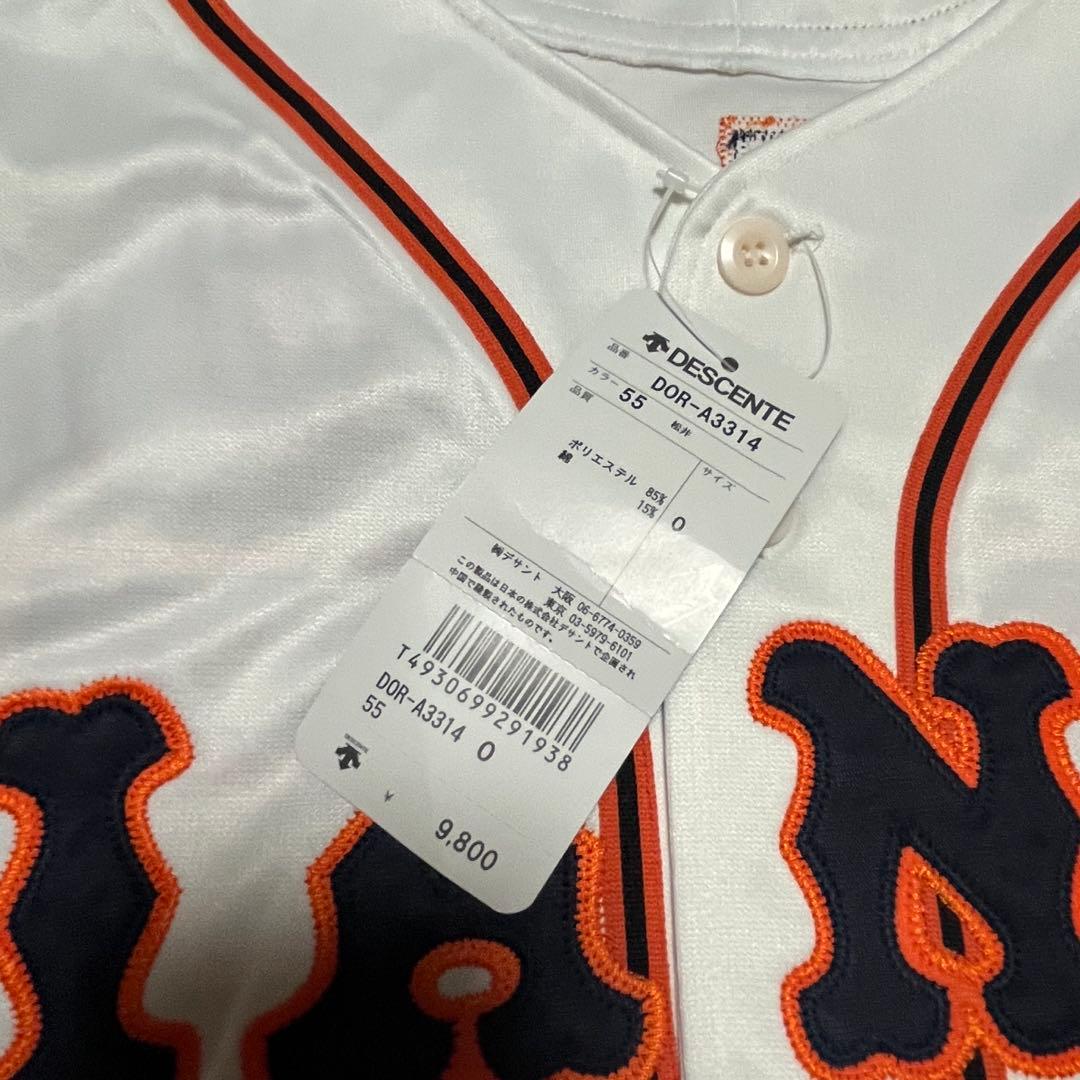 DESCENTE
品番 DOR-A3314
カラー 55 松井
品質 サイズ
ポリエステル 85%
綿 15% O
㈱デサント 大阪 06-6774-0359
東京 03-5979-6101
この製品は日本の株式会社デサントで企画され
中国で縫製されたものです。
T4930699291938
DOR-A3314 O
55
DESCENTE
¥ 9,800
AN